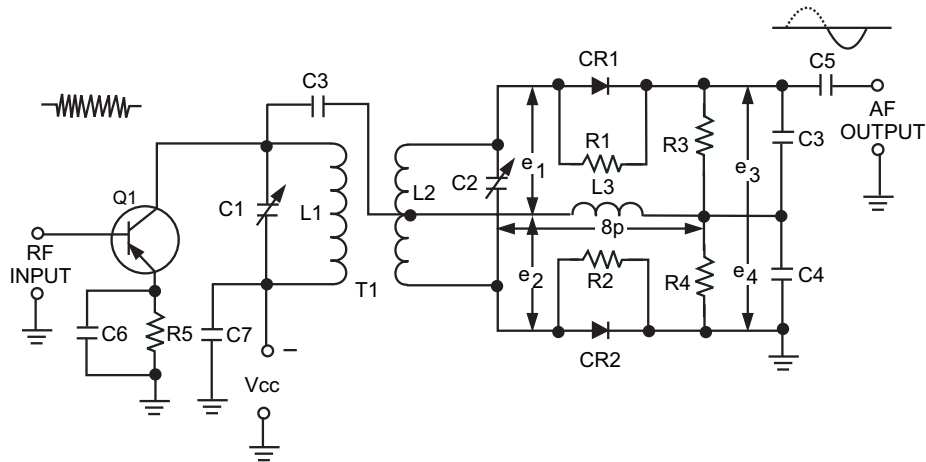 C3
CR1
C5
AF
OUTPUT
R1
R3
C3
Q1
C1
L1
L2
C2
e1
L3
e3
RF
INPUT
8p
T1
e2
R2
R4
e4
C4
C6
R5
C7
–
CR2
Vcc